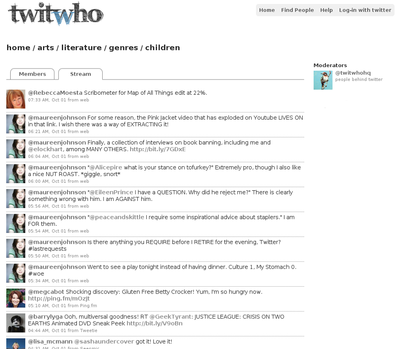 twitwho
Home Find People Help Log-in with twitter
home / arts / literature / genres / children
Moderators
@twitwhohq
people behind twitter
Members Stream
@RebeccaMoesta Scribometer for Map of All Things edit at 22%.
07:55 AM, Oct 01 from web
@maureenjohnson For some reason, the Pink Jacket video that has exploded on Youtube LIVES ON
in that link. I wish there was a way of EXTRACTING it!
06:21 AM, Oct 01 from web
@maureenjohnson Finally, a collection of interviews on book banning, including me and
@elockhart, among MANY OTHERS.
06:04 AM, Oct 01 from web
@maureenjohnson "@Alicepire what is your stance on tofurkey?" Extremely pro, though I also like
a nice NUT ROAST. *giggle, snort*
06:00 AM, Oct 01 from web
@maureenjohnson "@EileenPrince I have a QUESTION. Why did he reject me?" There is clearly
something wrong with him. I am AGAINST him.
05:56 AM, Oct 01 from web
@maureenjohnson "@peaceandskittle I require some inspirational advice about staplers." I am
FOR them.
05:54 AM, Oct 01 from web
@maureenjohnson Is there anything you REQUIRE before I RETIRE for the evening, Twitter?
#lastrequests
05:50 AM, Oct 01 from web
@maureenjohnson Went to see a play tonight instead of having dinner. Culture 1, My Stomach 0.
#woe
05:34 AM, Oct 01 from web
@megcabot Shocking discovery: Gluten Free Betty Crocker! Yum, I'm so hungry now.
http://ping.fm/mOzjt
05:10 AM, Oct 01 from Ping.fm
@barrylyga Ooh, multiversal goodness! RT @GeekTyrant: JUSTICE LEAGUE: CRISIS ON TWO
EARTHS Animated DVD Sneak Peek http://bit.ly/V9oBn
04:44 AM, Oct 01 from Tweetie
@lisa_mcmann @sashaundercover got it! Love it!